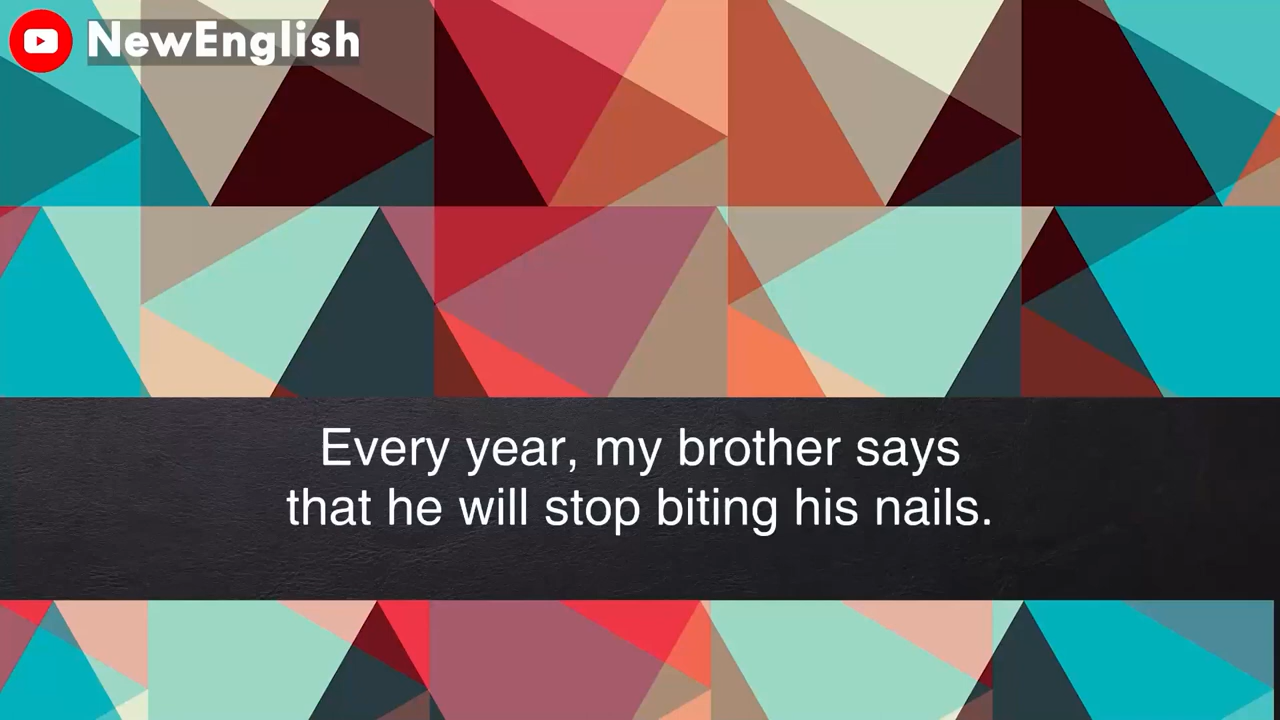 NewEnglish
Every year, my brother says
that he will stop biting his nails.